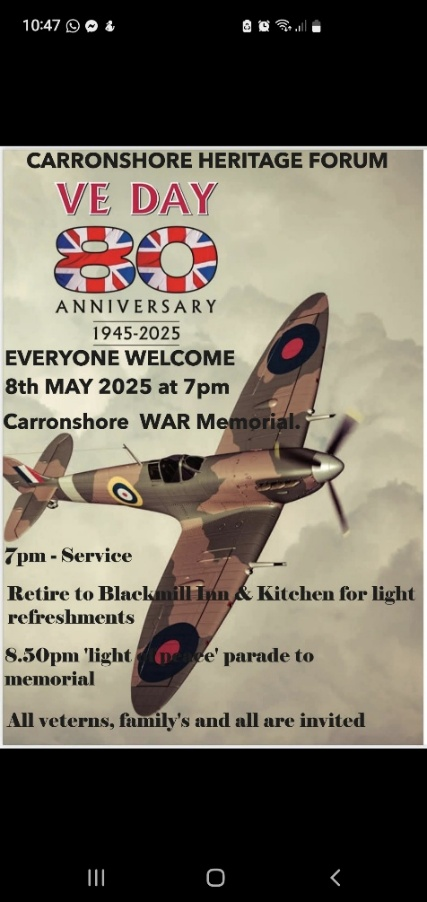 10:47
CARRONSHORE HERITAGE FORUM
VE DAY
80
ANNIVERSARY
1945-2025
EVERYONE WELCOME
8th MAY 2025 at 7pm
Carronshore WAR Memorial.
7pm - Service
Retire to Blackmill Inn & Kitchen for light
refreshments
8.50pm 'light of peace' parade to
memorial
All veterns, family's and all are invited